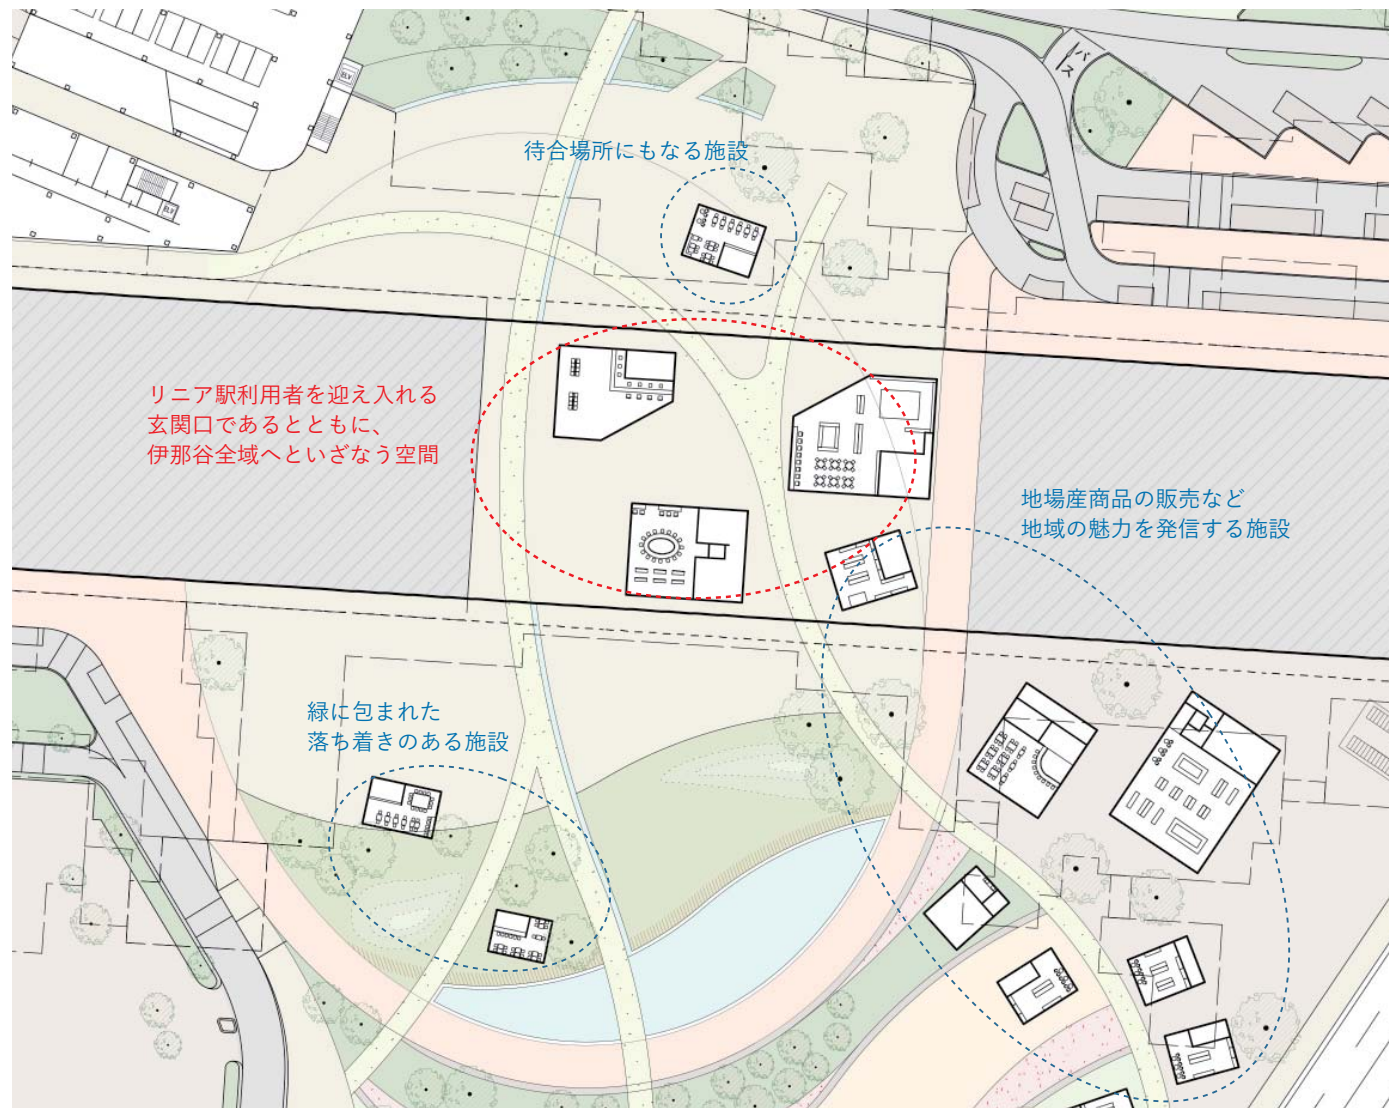 バス
ELV
待合場所にもなる施設
ELV
リニア駅利用者を迎え入れる
玄関口であるとともに、
伊那谷全域へといざなう空間
地場産商品の販売など
地域の魅力を発信する施設
緑に包まれた
落ち着きのある施設